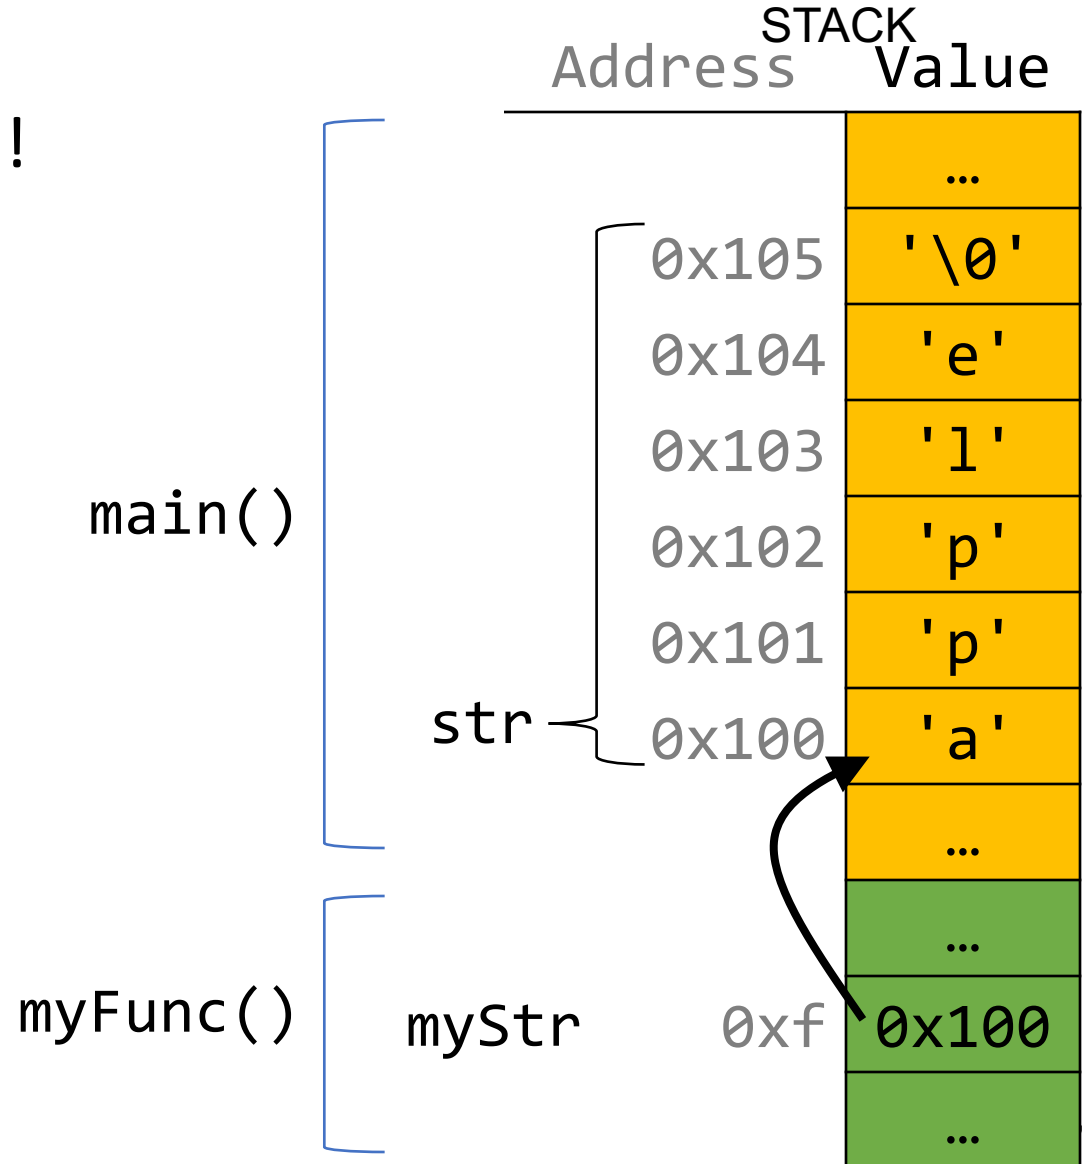 STACK
Address Value
!
…
0x105 '\0'
0x104 'e'
0x103 'l'
main()
0x102 'p'
0x101 'p'
str
0x100 'a'
…
…
myFunc()
myStr 0xf 0x100
…